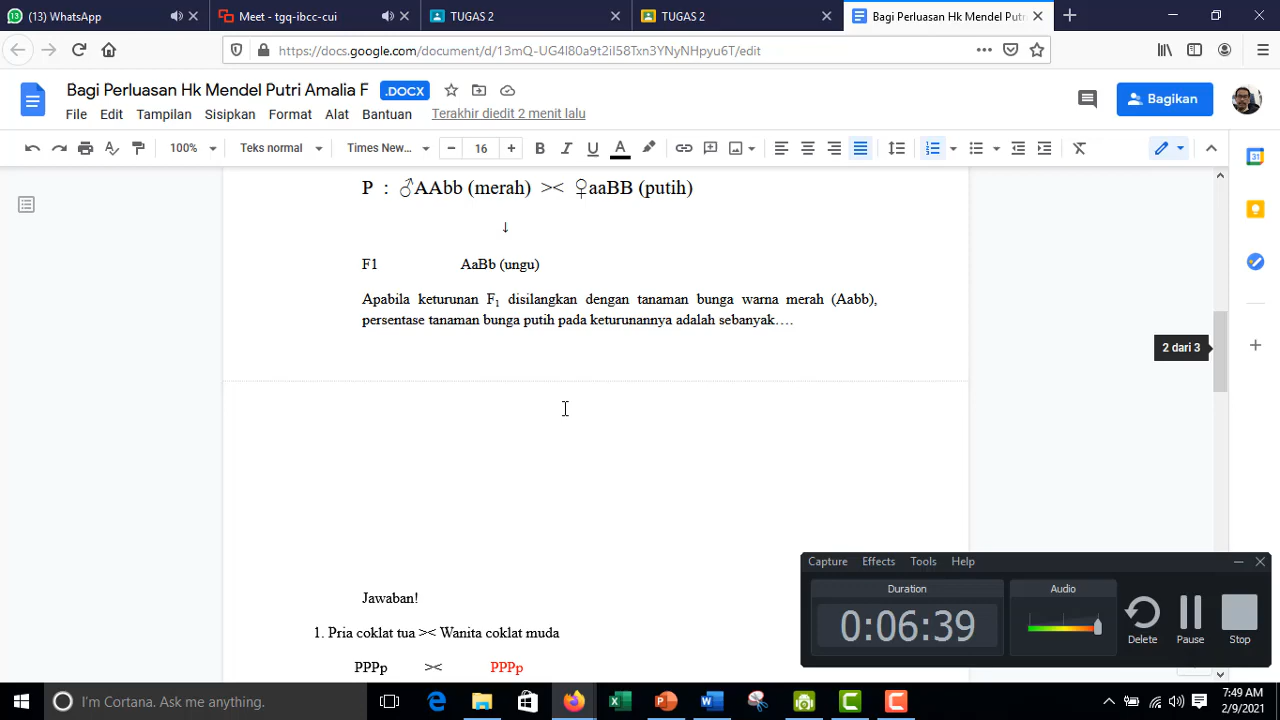 (13) WhatsApp
Meet - tgq-ibcc-cui
TUGAS 2
TUGAS 2
Bagi Perluasan Hk Mendel Putri
https://docs.google.com/document/d/13mQ-UG4l80a9t2iI58Txn3YNyNHpyu6T/edit
Bagi Perluasan Hk Mendel Putri Amalia F
.DOCX
File Edit Tampilan Sisipkan Format Alat Bantuan
Terakhir diedit 2 menit lalu
Bagikan
100%
Teks normal
Times New...
16
P : ♂AAbb (merah) >< ♀aaBB (putih)
↓
F1 AaBb (ungu)
Apabila keturunan F1 disilangkan dengan tanaman bunga warna merah (Aabb),
persentase tanaman bunga putih pada keturunannya adalah sebanyak….
2 dari 3
Jawaban!
1. Pria coklat tua >< Wanita coklat muda
PPPp >< PPPp
Capture Effects Tools Help
Duration
0:06:39
Audio
Delete
Pause
Stop
I'm Cortana. Ask me anything.
7:49 AM
2/9/2021